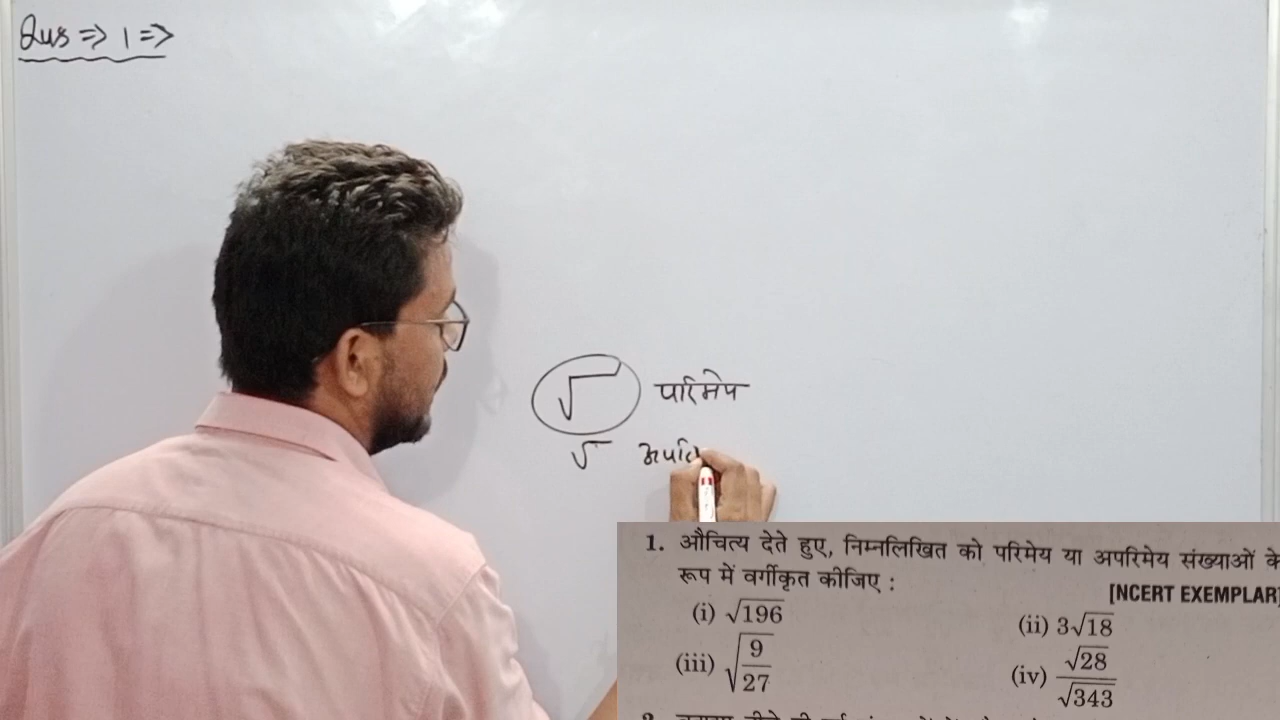 Ques ⇒ 1 ⇒
√ परिमेय
√ अपरि
1. औचित्य देते हुए, निम्नलिखित को परिमेय या अपरिमेय संख्याओं के
रूप में वर्गीकृत कीजिए :
[NCERT EXEMPLAR]
(i) √196
(ii) 3√18
(iii) √9/27
(iv) √28/√343